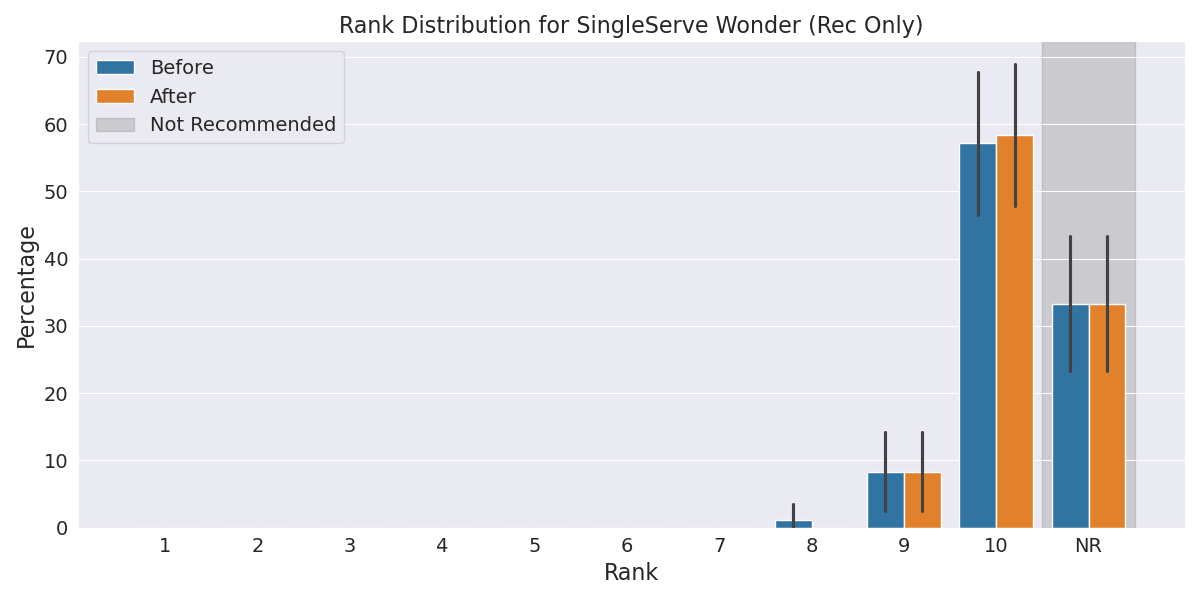 Rank Distribution for SingleServe Wonder (Rec Only)
Before
After
Not Recommended
Percentage
70
60
50
40
30
20
10
0
1 2 3 4 5 6 7 8 9 10 NR
Rank